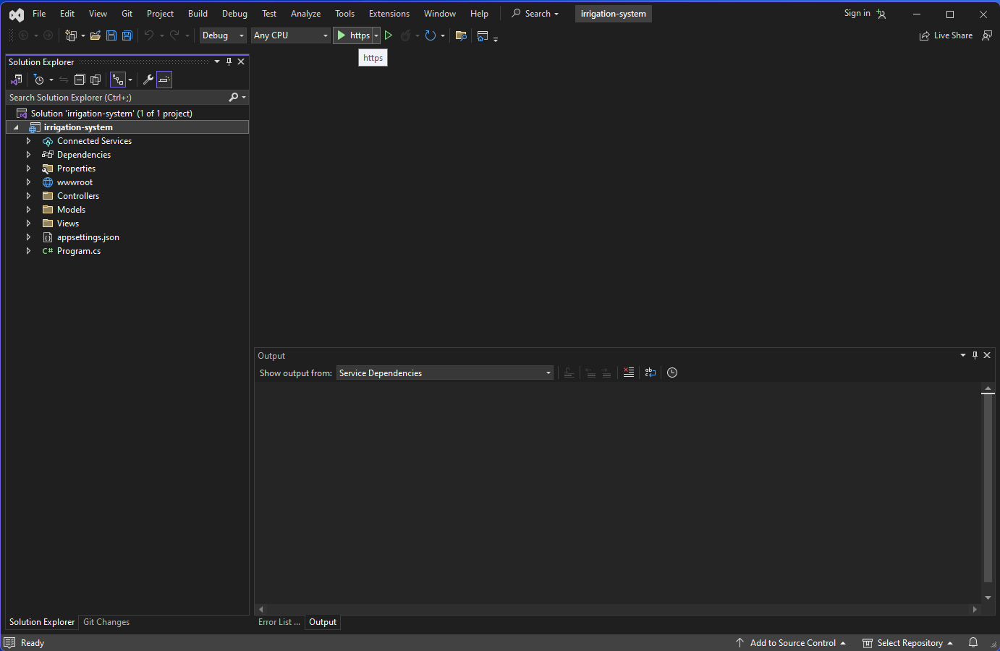 File Edit View Git Project Build Debug Test Analyze Tools Extensions Window Help Search irrigation-system Sign in
Debug Any CPU https Live Share
https
Solution Explorer
Search Solution Explorer (Ctrl+;)
Solution 'irrigation-system' (1 of 1 project)
irrigation-system
Connected Services
Dependencies
Properties
wwwroot
Controllers
Models
Views
appsettings.json
C# Program.cs
Output
Show output from: Service Dependencies
Solution Explorer Git Changes
Error List ... Output
Ready Add to Source Control Select Repository